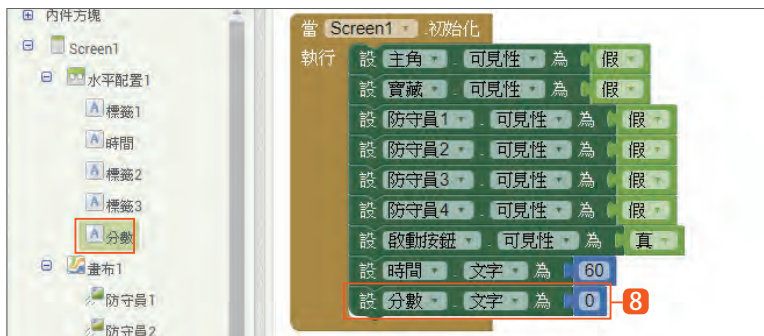 內件方塊
Screen1
水平配置1
標籤1
時間
標籤2
標籤3
分數
畫布1
防守員1
防守員2
當 Screen1 .初始化
執行 設 主角 . 可見性 為 假
設 寶藏 . 可見性 為 假
設 防守員1 . 可見性 為 假
設 防守員2 . 可見性 為 假
設 防守員3 . 可見性 為 假
設 防守員4 . 可見性 為 假
設 啟動按鈕 . 可見性 為 真
設 時間 . 文字 為 60
設 分數 . 文字 為 0
8